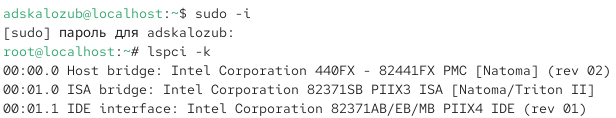 adskalozub@localhost:~$ sudo -i
[sudo] пароль для adskalozub:
root@localhost:~# lspci -k
00:00.0 Host bridge: Intel Corporation 440FX - 82441FX PMC [Natoma] (rev 02)
00:01.0 ISA bridge: Intel Corporation 82371SB PIIX3 ISA [Natoma/Triton II]
00:01.1 IDE interface: Intel Corporation 82371AB/EB/MB PIIX4 IDE (rev 01)